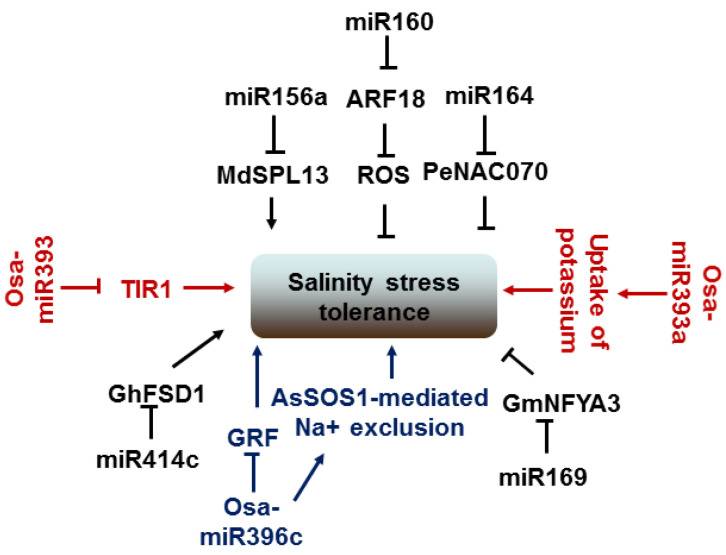 miR160
miR156a
ARF18
miR164
MdSPL13
ROS
PeNAC070
Osa-
miR393
TIR1
Salinity stress
tolerance
Uptake of
potassium
Osa-
miR393a
GhFSD1
miR414c
GRF
AsSOS1-mediated
Na+ exclusion
Osa-
miR396c
GmNFYA3
miR169